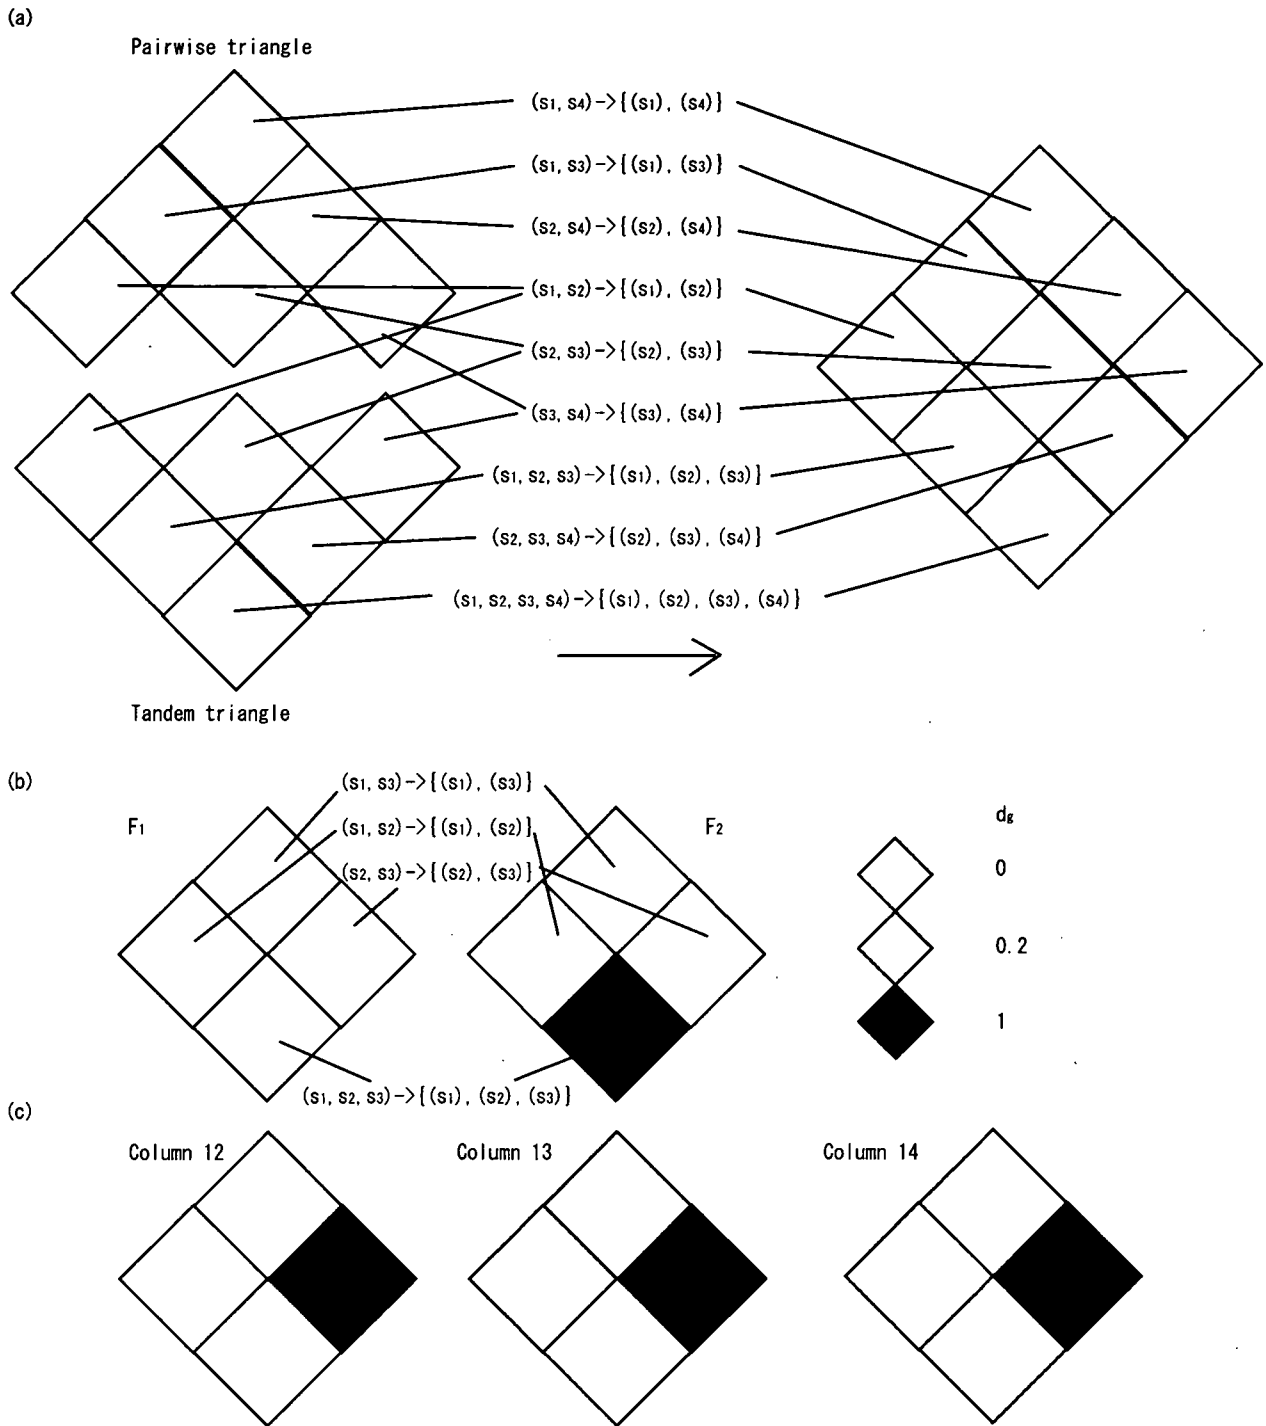 (a)
Pairwise triangle
(s1, s4)->{(s1), (s4)}
(s1, s3)->{(s1), (s3)}
(s2, s4)->{(s2), (s4)}
(s1, s2)->{(s1), (s2)}
(s2, s3)->{(s2), (s3)}
(s3, s4)->{(s3), (s4)}
(s1, s2, s3)->{(s1), (s2), (s3)}
(s2, s3, s4)->{(s2), (s3), (s4)}
(s1, s2, s3, s4)->{(s1), (s2), (s3), (s4)}
Tandem triangle
(b)
(s1, s3)->{(s1), (s3)}
F1
(s1, s2)->{(s1), (s2)}
F2
(s2, s3)->{(s2), (s3)}
dg
0
0.2
1
(s1, s2, s3)->{(s1), (s2), (s3)}
(c)
Column 12
Column 13
Column 14